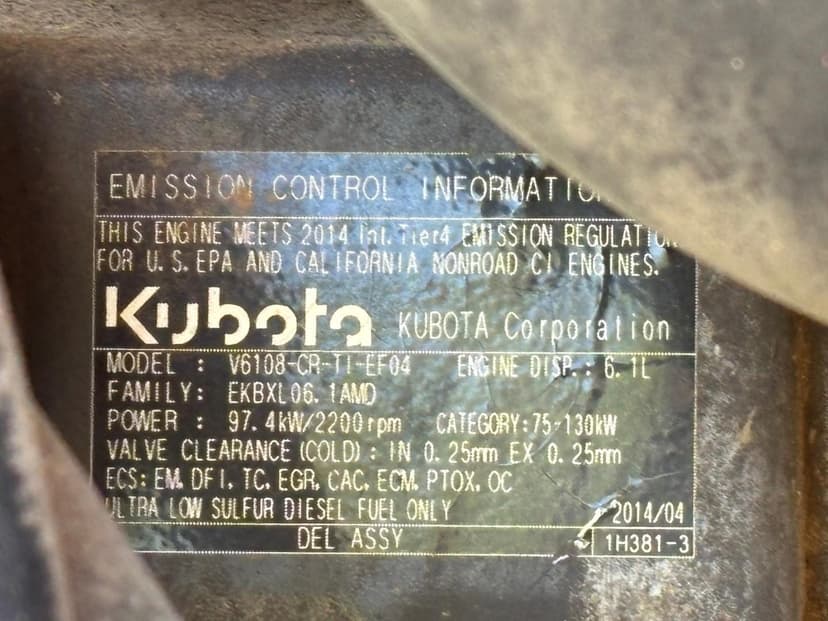 EMISSION CONTROL INFORMATIO
THIS ENGINE MEETS 2014 Int. Tier4 EMISSION REGULATION
FOR U.S. EPA AND CALIFORNIA NONROAD CI ENGINES.
Kubota KUBOTA Corporation
MODEL : V6108-CR-TI-EF04 ENGINE DISP.: 6.1L
FAMILY: EKBXL06.1AMD
POWER : 97.4kW/2200rpm CATEGORY:75-130kW
VALVE CLEARANCE (COLD) : IN 0.25mm EX 0.25mm
ECS: EM, DFI, TC, EGR, CAC, ECM, PTOX, OC
ULTRA LOW SULFUR DIESEL FUEL ONLY 2014/04
DEL ASSY 1H381-3